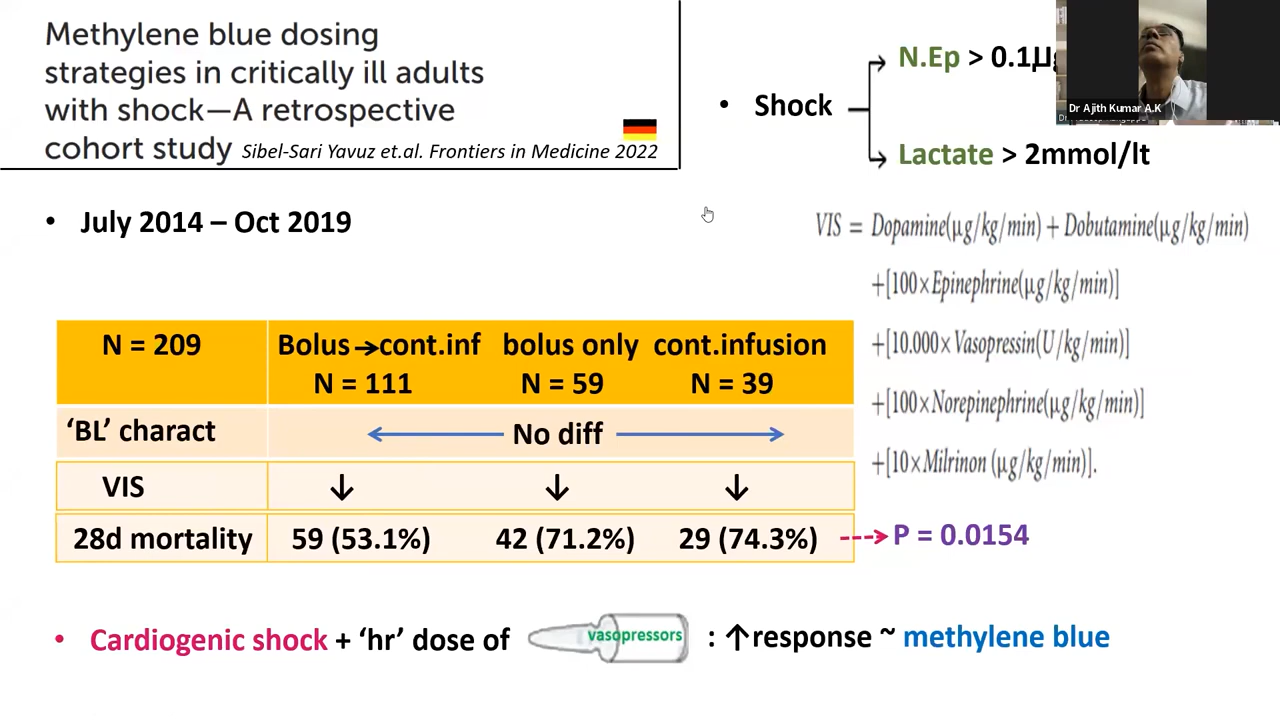 Methylene blue dosing
strategies in critically ill adults
with shock—A retrospective
cohort study Sibel-Sari Yavuz et.al. Frontiers in Medicine 2022
• Shock
N.Ep > 0.1µg
Lactate > 2mmol/lt
Dr Ajith Kumar A.K
• July 2014 – Oct 2019
VIS = Dopamine(µg/kg/min) + Dobutamine(µg/kg/min)
+[100×Epinephrine(µg/kg/min)]
+[10.000×Vasopressin(U/kg/min)]
+[100×Norepinephrine(µg/kg/min)]
+[10×Milrinon (µg/kg/min)].
N = 209 Bolus→cont.inf bolus only cont.infusion
N = 111 N = 59 N = 39
‘BL’ charact No diff
VIS ↓ ↓ ↓
28d mortality 59 (53.1%) 42 (71.2%) 29 (74.3%) P = 0.0154
• Cardiogenic shock + ‘hr’ dose of vasopressors : ↑response ~ methylene blue